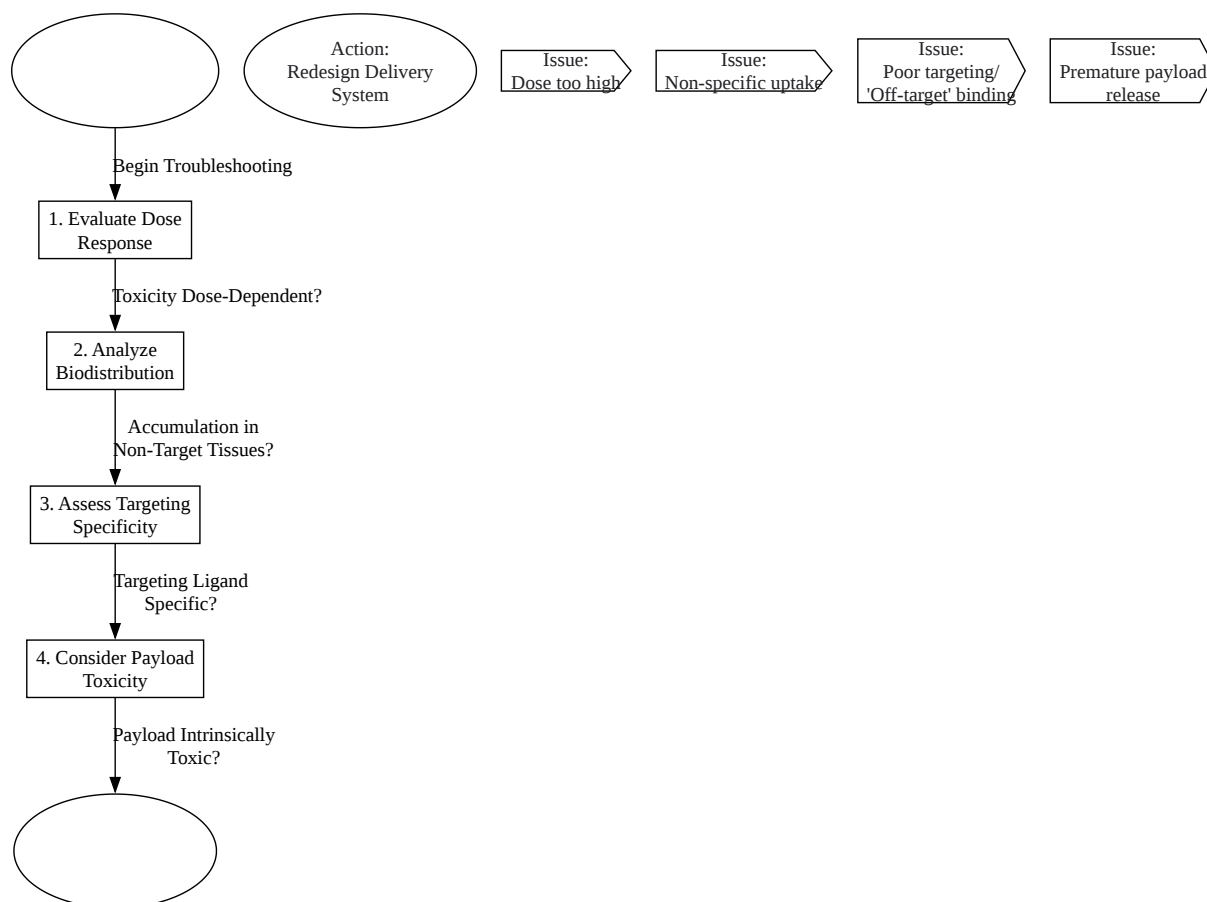 Action:
Redesign Delivery
System
Issue:
Dose too high
Issue:
Non-specific uptake
Issue:
Poor targeting/
'Off-target' binding
Issue:
Premature payload
release
Begin Troubleshooting
1. Evaluate Dose
Response
Toxicity Dose-Dependent?
2. Analyze
Biodistribution
Accumulation in
Non-Target Tissues?
3. Assess Targeting
Specificity
Targeting Ligand
Specific?
4. Consider Payload
Toxicity
Payload Intrinsically
Toxic?